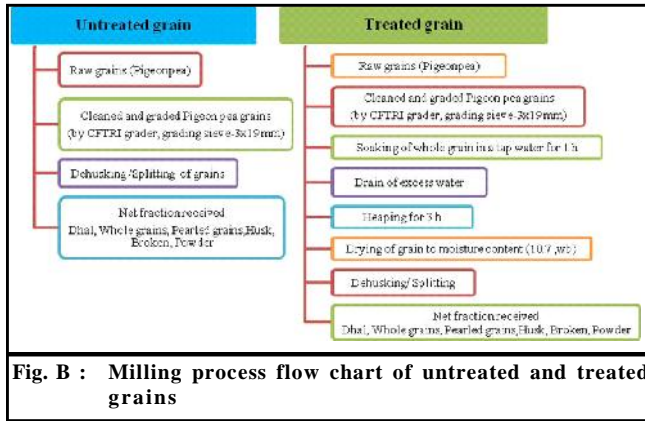 Untreated grain
Raw grains (Pigeonpea)
Cleaned and graded Pigeon pea grains
(by CFTRI grader, grading sieve-3x19mm)
Dehusking/Splitting of grains
Net fraction received
Dhal, Whole grains, Pearled grains,Husk,
Broken, Powder
Treated grain
Raw grains (Pigeonpea)
Cleaned and graded Pigeon pea grains
(by CFTRI grader, grading sieve-3x19mm)
Soaking of whole grain in a tap water for 1 h
Drain of excess water
Heaping for 3 h
Drying of grain to moisture content (10.7 ,wb)
Dehusking/ Splitting
Net fraction received
Dhal, Whole grains, Pearled grains,Husk, Broken, Powder
Fig. B : Milling process flow chart of untreated and treated
grains